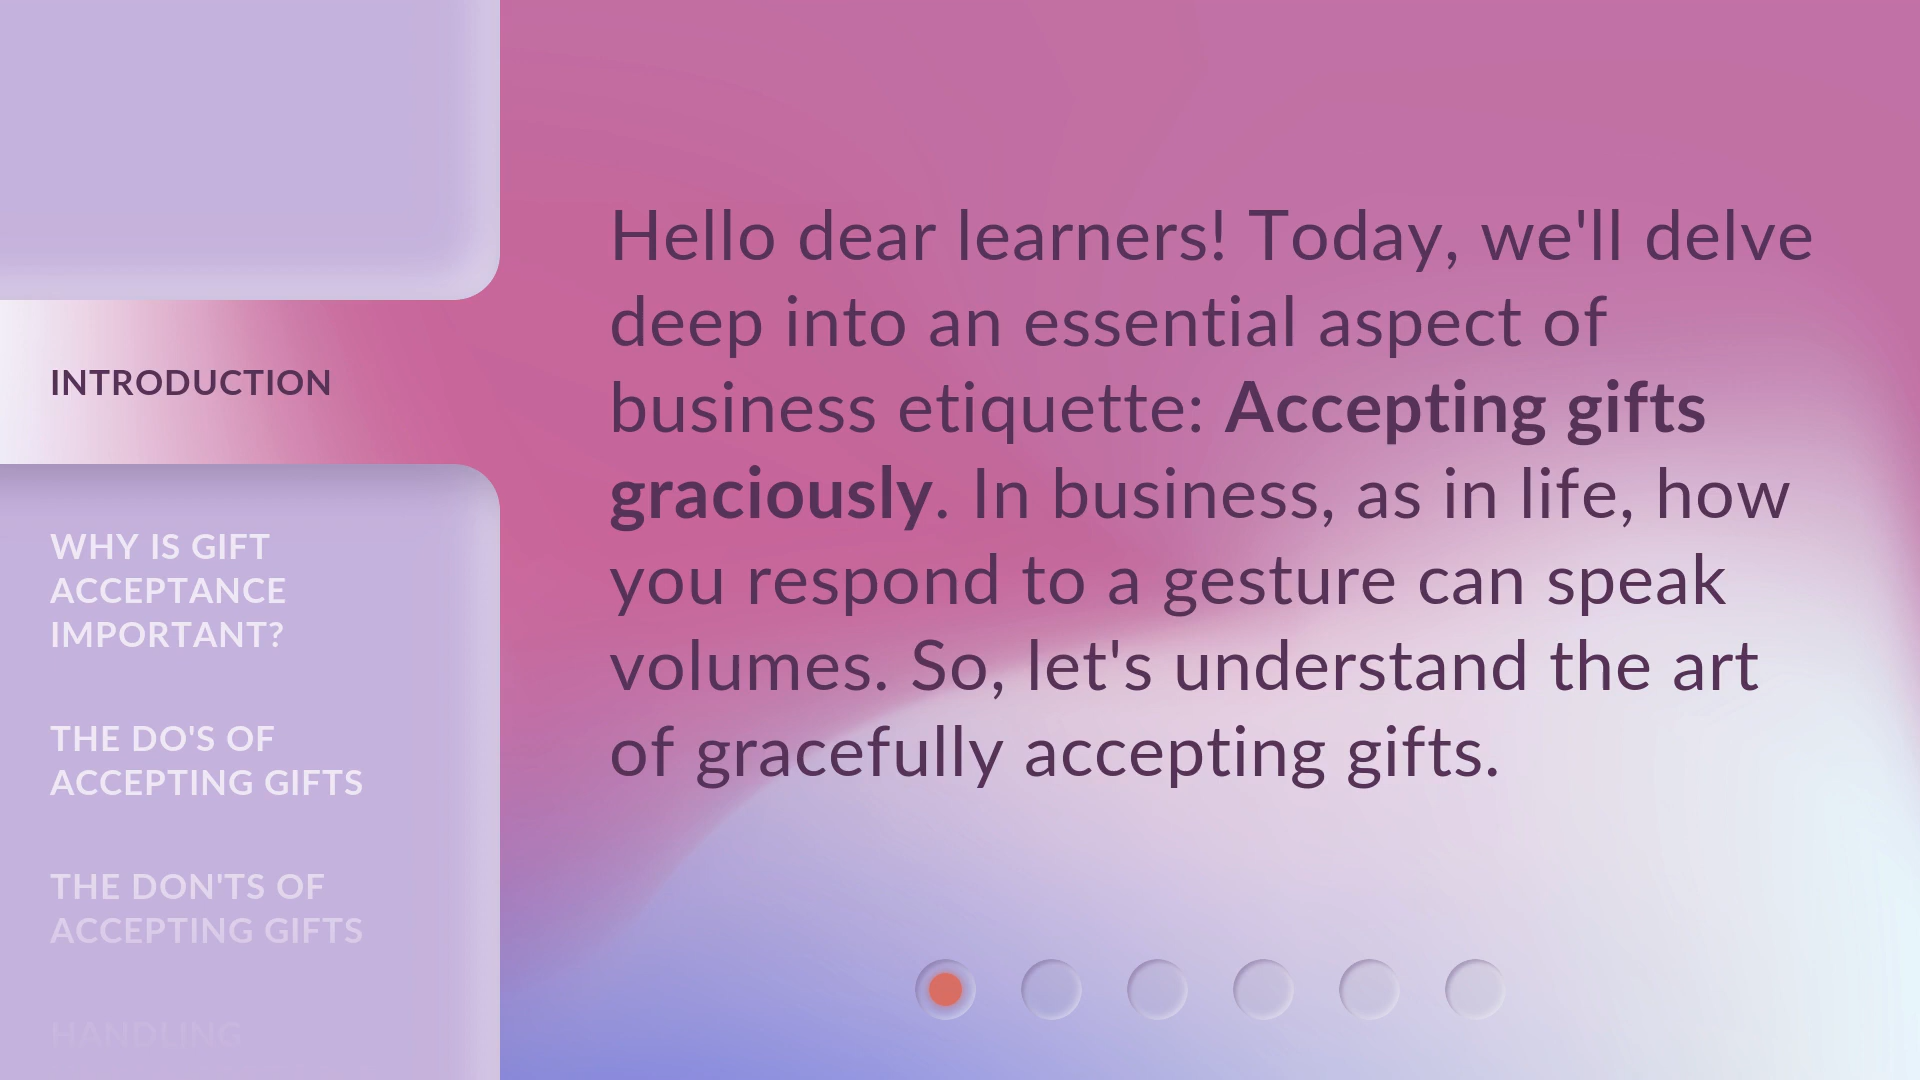 INTRODUCTION
WHY IS GIFT
ACCEPTANCE
IMPORTANT?
THE DO'S OF
ACCEPTING GIFTS
THE DON'TS OF
ACCEPTING GIFTS
HANDLING
Hello dear learners! Today, we'll delve
deep into an essential aspect of
business etiquette: Accepting gifts
graciously. In business, as in life, how
you respond to a gesture can speak
volumes. So, let's understand the art
of gracefully accepting gifts.